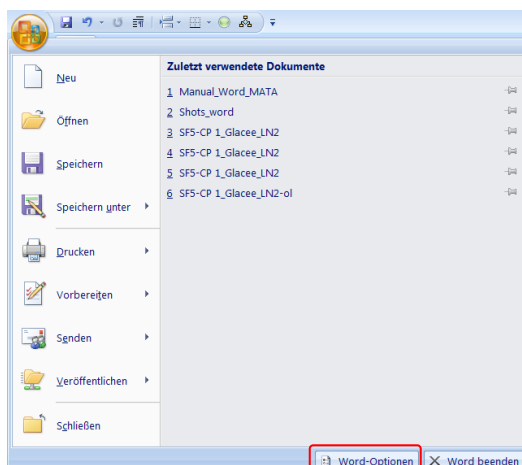 Neu
Öffnen
Speichern
Speichern unter
Drucken
Vorbereiten
Senden
Veröffentlichen
Schließen
Zuletzt verwendete Dokumente
1 Manual_Word_MATA
2 Shots_word
3 SF5-CP 1_Glacee_LN2
4 SF5-CP 1_Glacee_LN2
5 SF5-CP 1_Glacee_LN2
6 SF5-CP 1_Glacee_LN2-ol
Word-Optionen
Word beenden